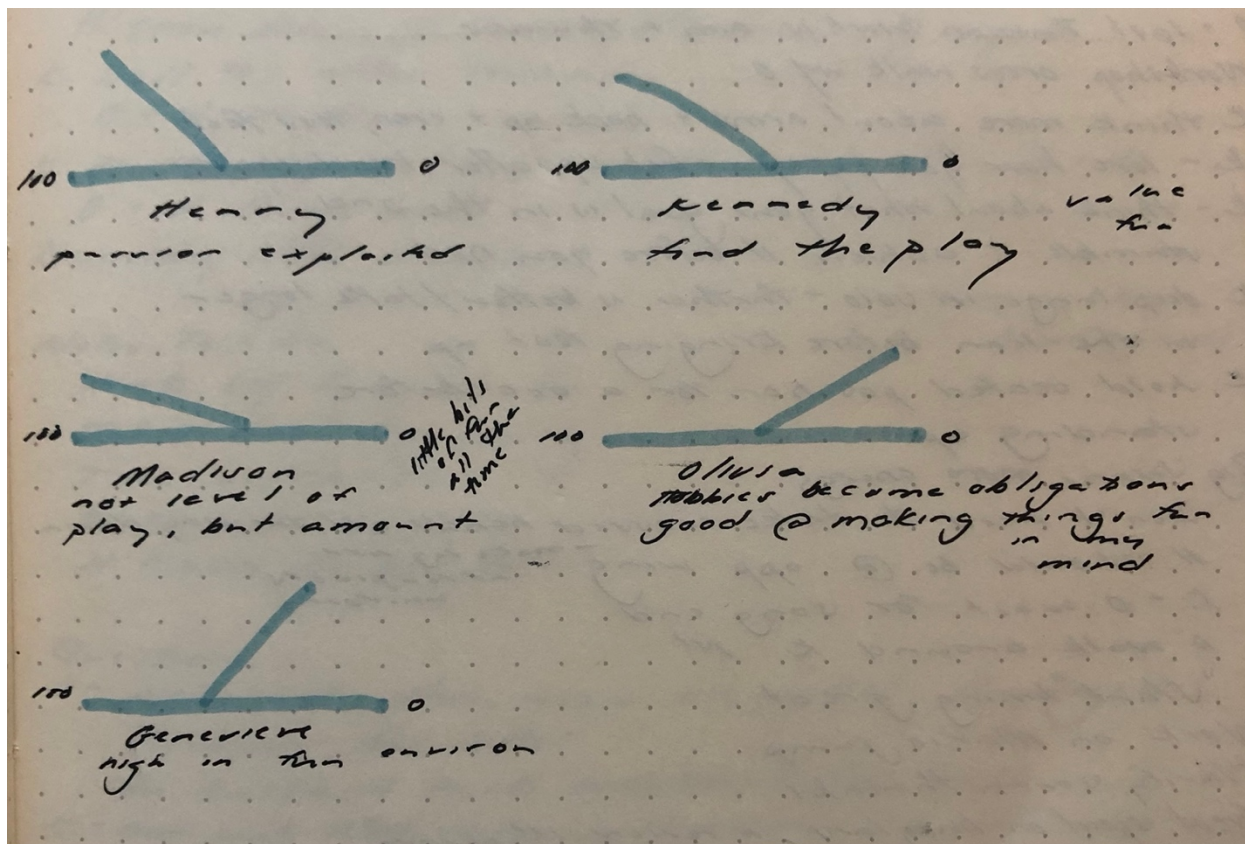 100 0
Henry
passion exploited
100 0
Kennedy
find the play
value
fun
100 0
Madison
not level of
play, but amount
little bits
of fun
all the
time
100 0
Olivia
Hobbies become obligations
good @ making things fun
in my
mind
100 0
Genevieve
high in fun environ